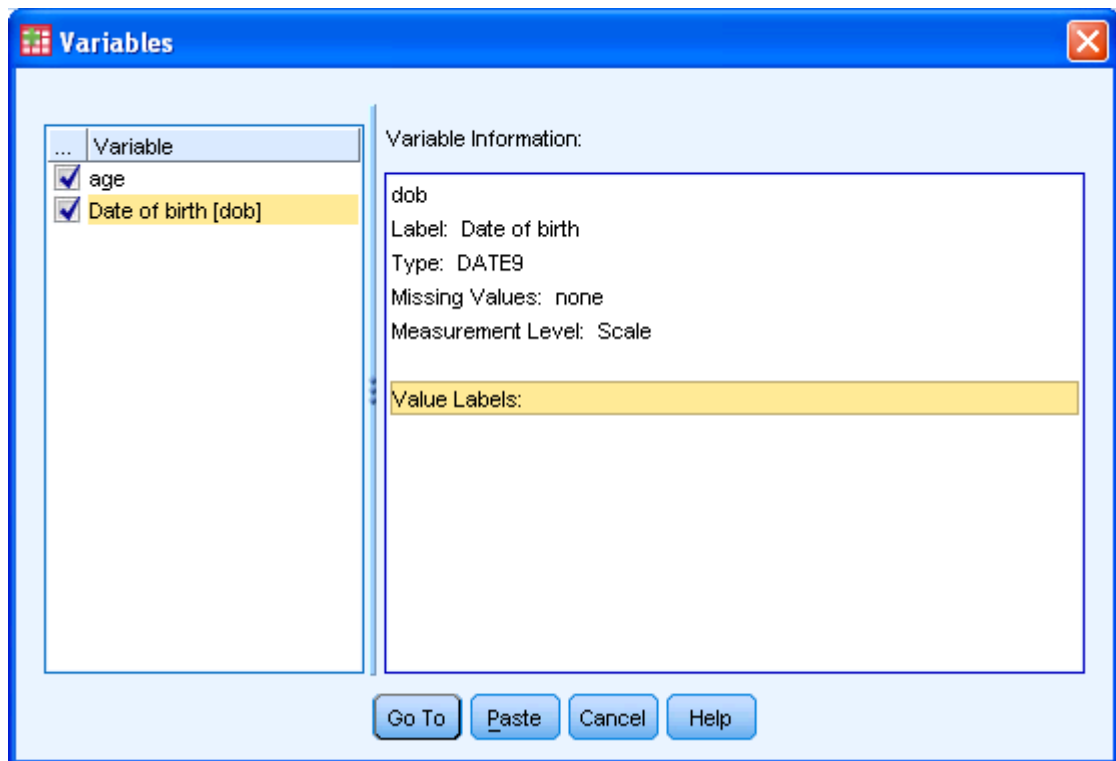 Variables
... Variable
age
Date of birth [dob]
Variable Information:
dob
Label: Date of birth
Type: DATE9
Missing Values: none
Measurement Level: Scale
Value Labels:
Go To Paste Cancel Help